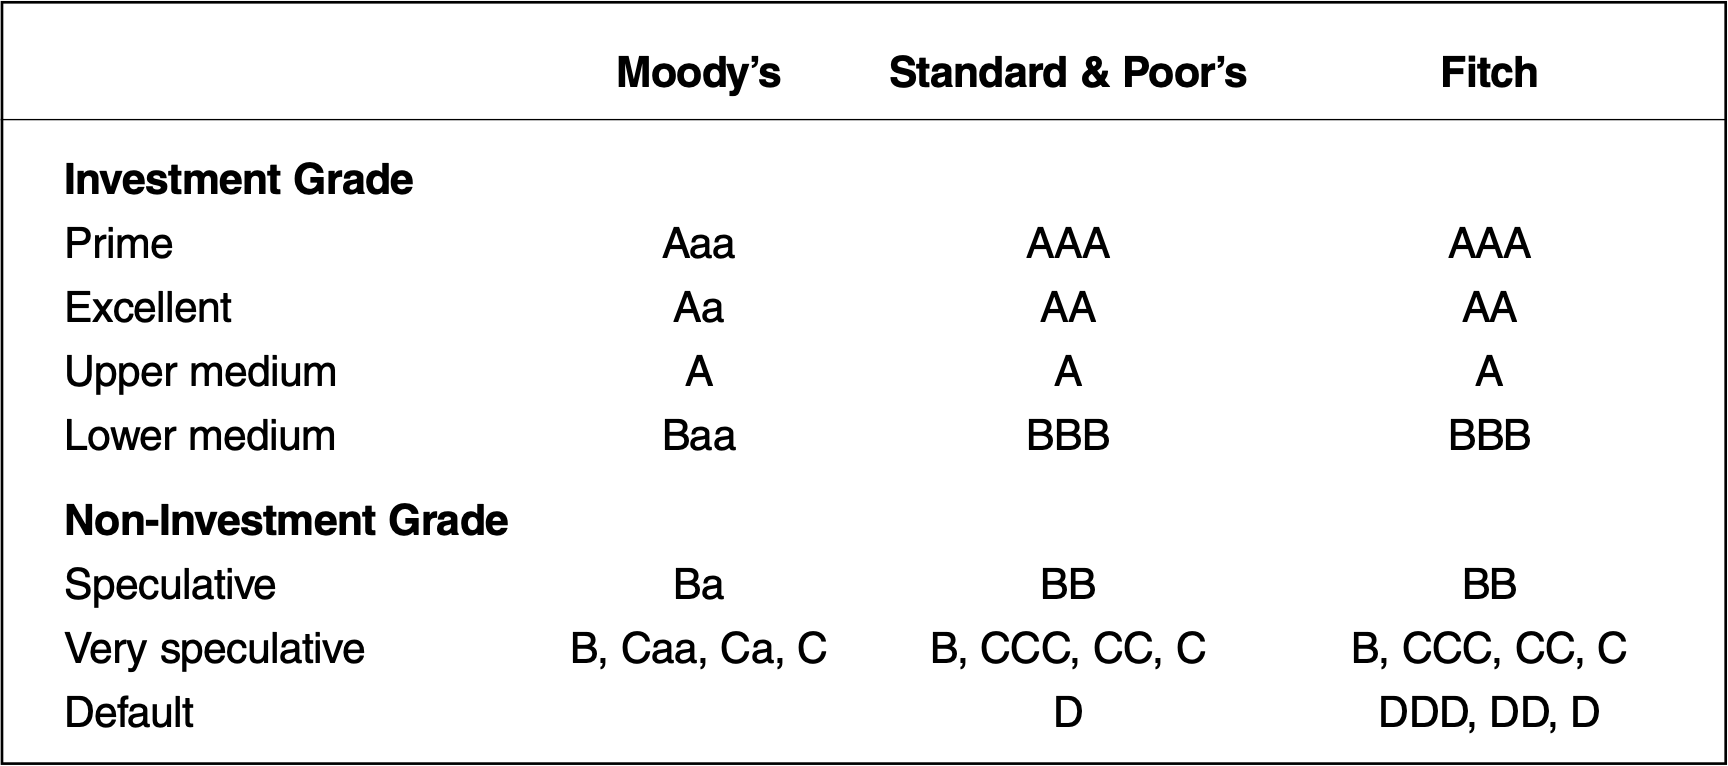 Moody’s Standard & Poor’s Fitch
Investment Grade
Prime Aaa AAA AAA
Excellent Aa AA AA
Upper medium A A A
Lower medium Baa BBB BBB
Non-Investment Grade
Speculative Ba BB BB
Very speculative B, Caa, Ca, C B, CCC, CC, C B, CCC, CC, C
Default D DDD, DD, D